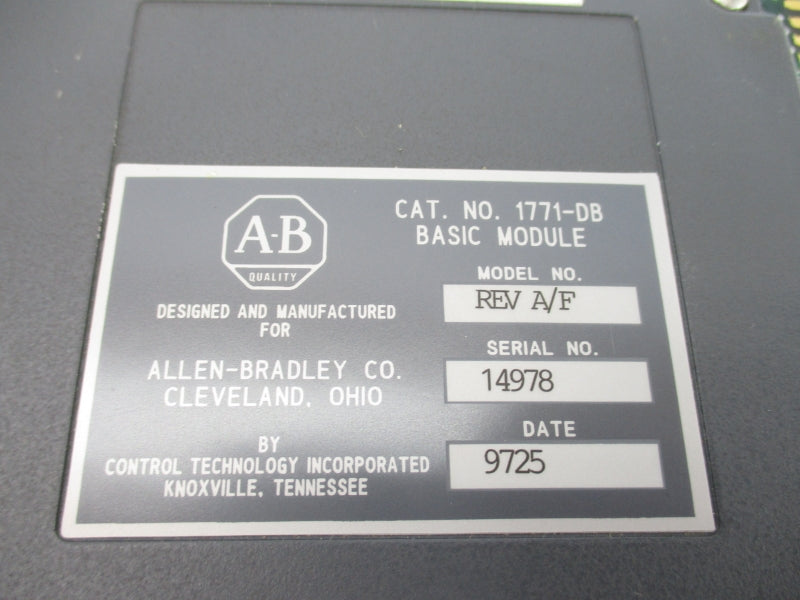 A-B
QUALITY
DESIGNED AND MANUFACTURED
FOR
ALLEN-BRADLEY CO.
CLEVELAND, OHIO
BY
CONTROL TECHNOLOGY INCORPORATED
KNOXVILLE, TENNESSEE
CAT. NO. 1771-DB
BASIC MODULE
MODEL NO.
REV A/F
SERIAL NO.
14978
DATE
9725